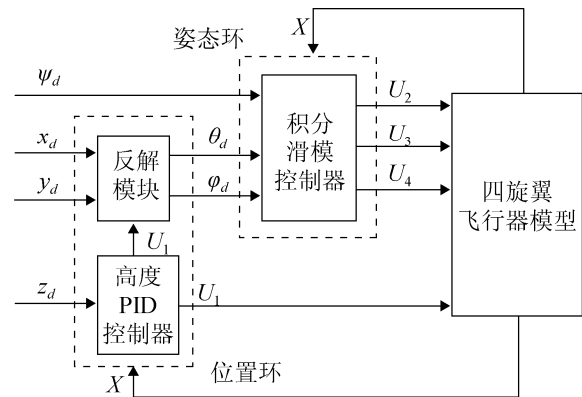 姿态环
X
ψd
xd
yd
反解
模块
θd
φd
积分
滑模
控制器
U2
U3
U4
四旋翼
飞行器模型
U1
zd
高度
PID
控制器
U1
X
位置环